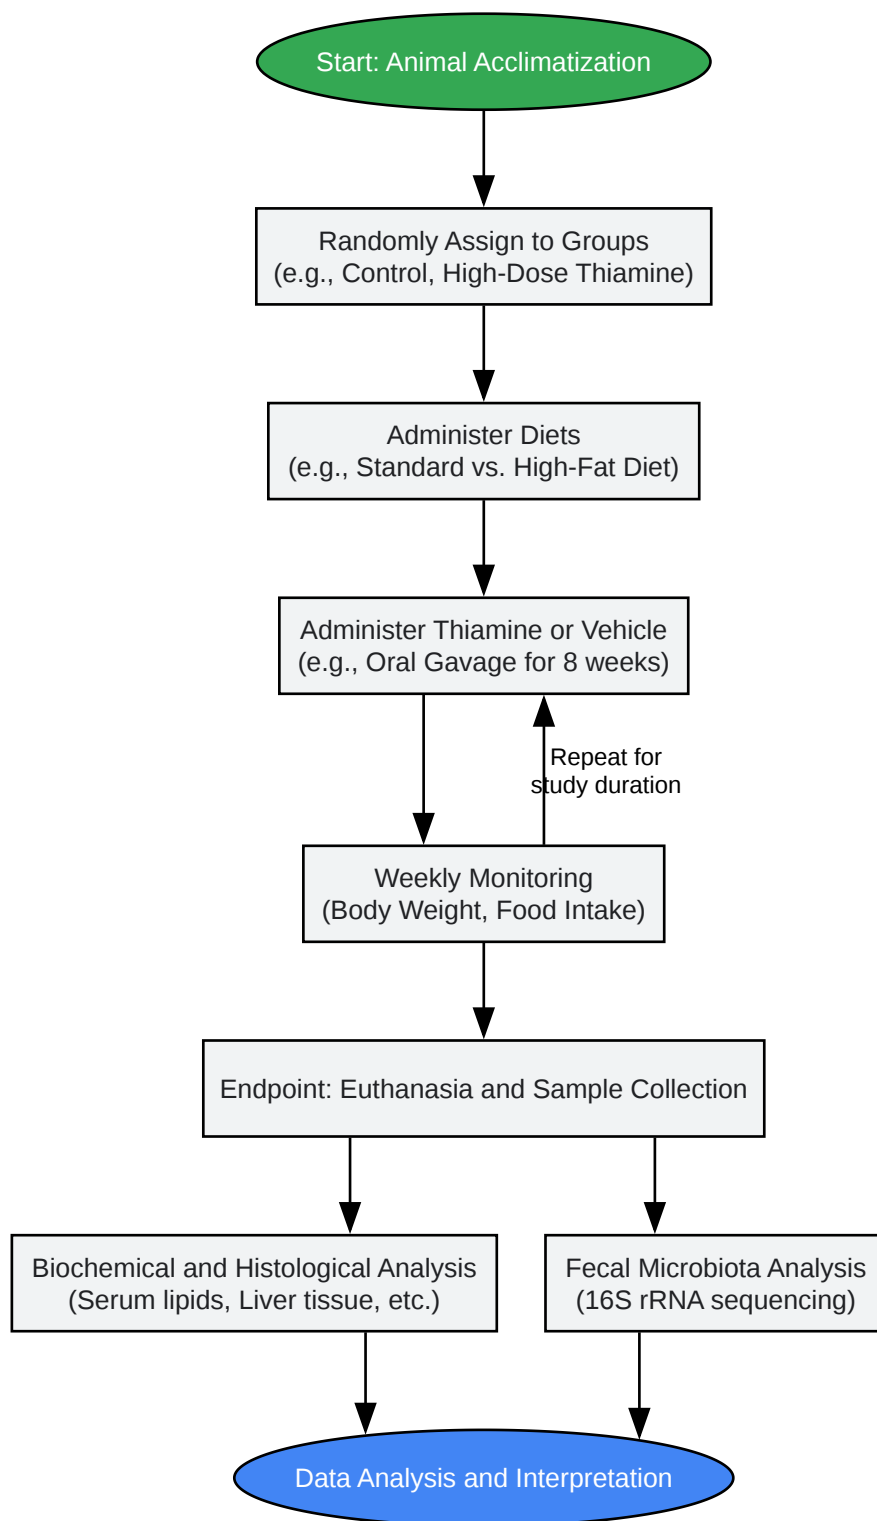 Start: Animal Acclimatization
Randomly Assign to Groups
(e.g., Control, High-Dose Thiamine)
Administer Diets
(e.g., Standard vs. High-Fat Diet)
Administer Thiamine or Vehicle
(e.g., Oral Gavage for 8 weeks)
Repeat for
study duration
Weekly Monitoring
(Body Weight, Food Intake)
Endpoint: Euthanasia and Sample Collection
Biochemical and Histological Analysis
(Serum lipids, Liver tissue, etc.)
Fecal Microbiota Analysis
(16S rRNA sequencing)
Data Analysis and Interpretation